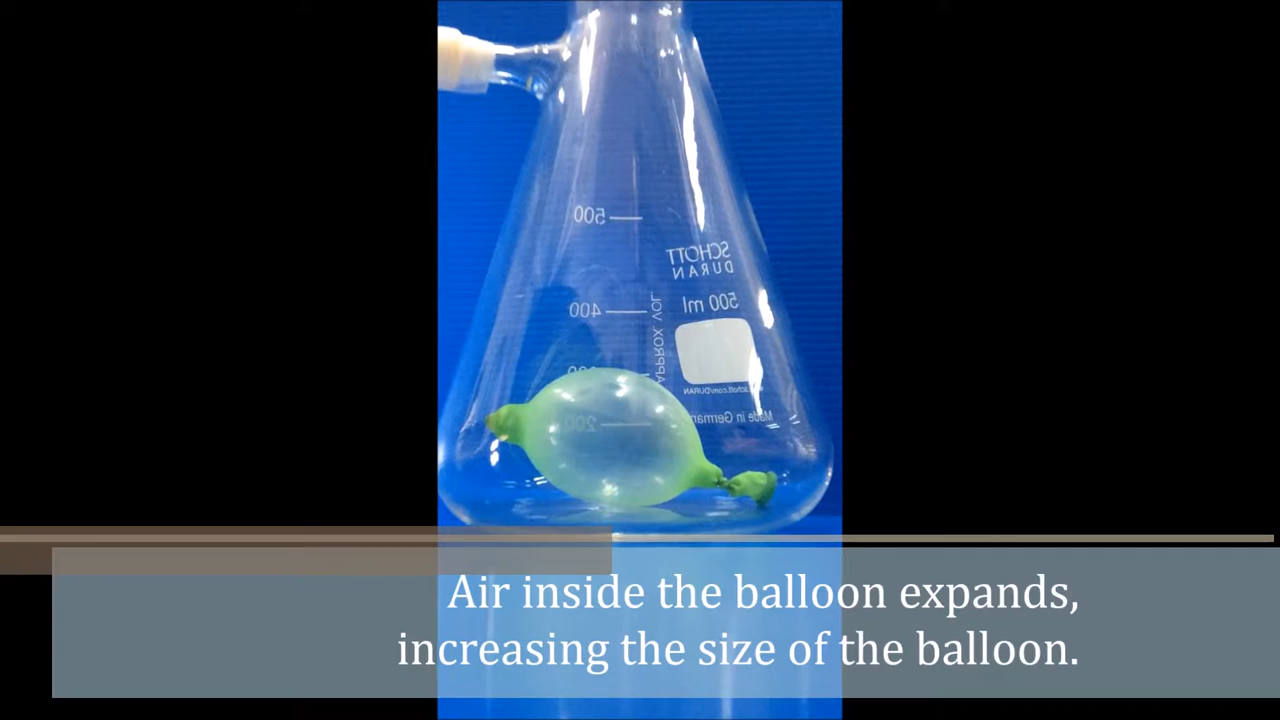 500
SCHOTT
DURAN
500 ml
400
APPROX. VOL.
200
Made in Germany
Air inside the balloon expands,
increasing the size of the balloon.